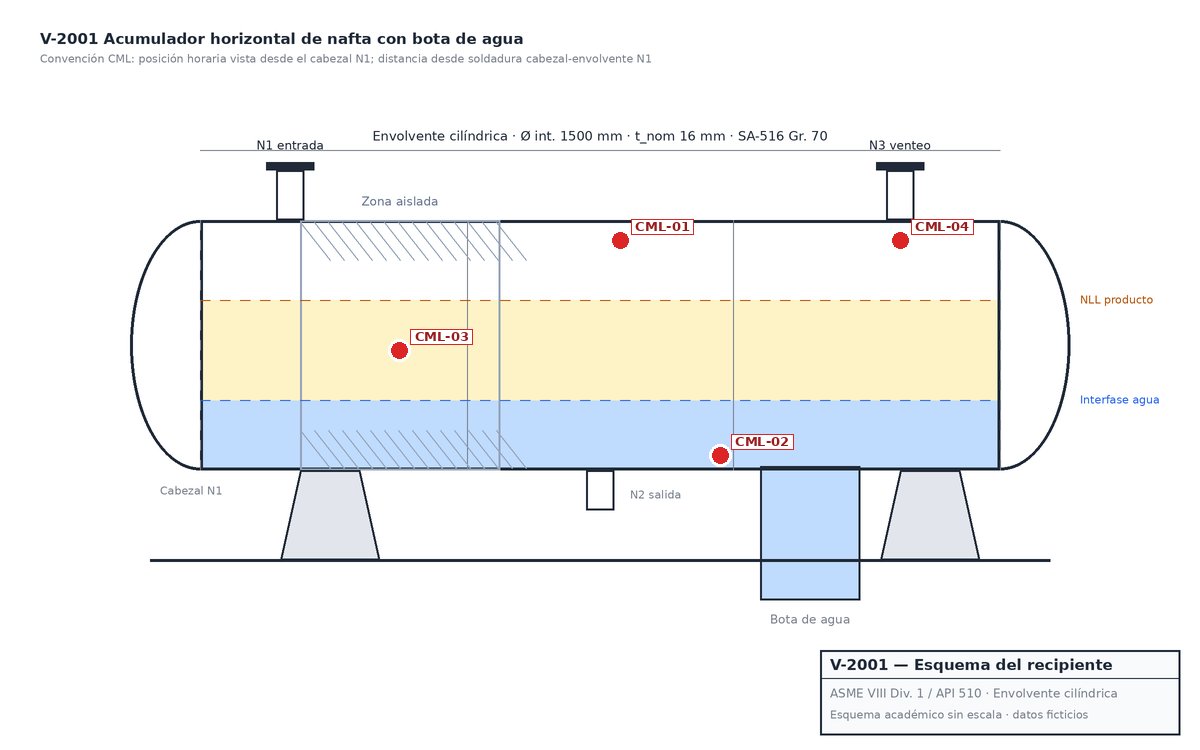 V-2001 Acumulador horizontal de nafta con bota de agua
Convención CML: posición horaria vista desde el cabezal N1; distancia desde soldadura cabezal-envolvente N1
Envolvente cilíndrica · Ø int. 1500 mm · t_nom 16 mm · SA-516 Gr. 70
N1 entrada
N3 venteo
Zona aislada
CML-01
CML-04
NLL producto
CML-03
Interfase agua
CML-02
Cabezal N1
N2 salida
Bota de agua
V-2001 — Esquema del recipiente
ASME VIII Div. 1 / API 510 · Envolvente cilíndrica
Esquema académico sin escala · datos ficticios